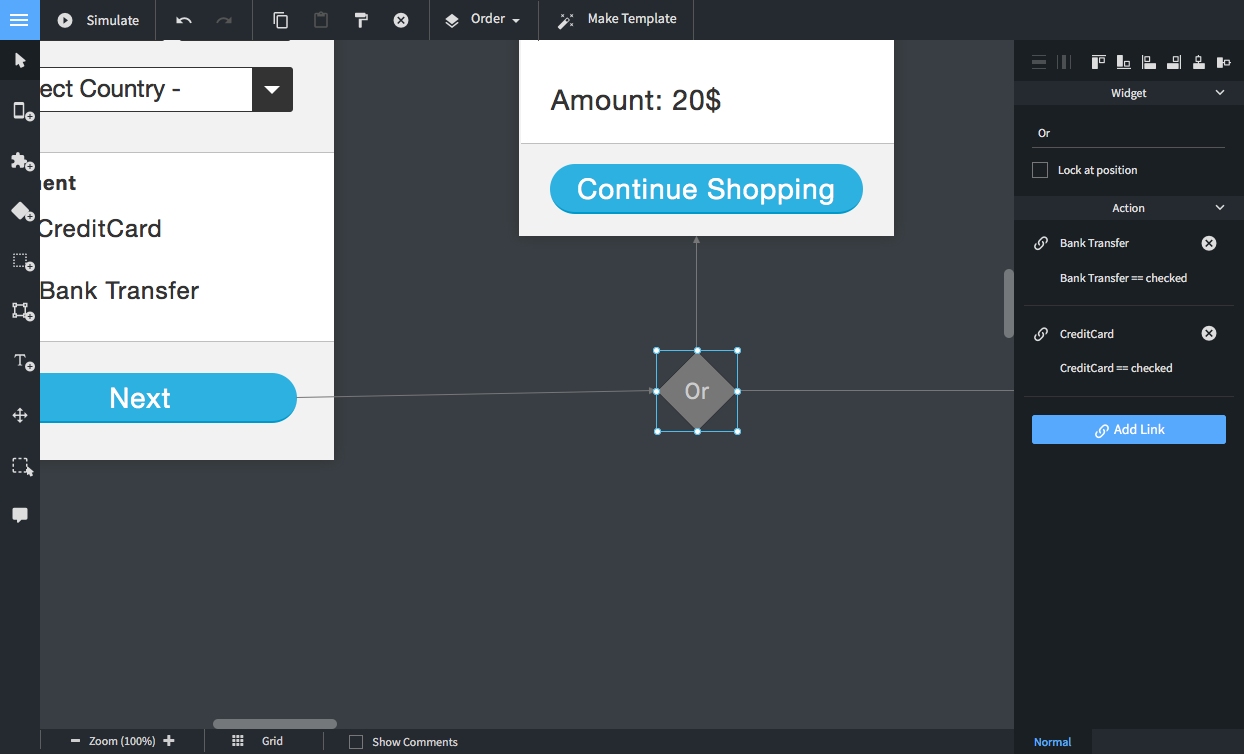 Simulate
Order
Make Template
ect Country -
ent
CreditCard
Bank Transfer
Next
Amount: 20$
Continue Shopping
Or
Widget
Or
Lock at position
Action
Bank Transfer
Bank Transfer == checked
CreditCard
CreditCard == checked
Add Link
Zoom (100%)
Grid
Show Comments
Normal